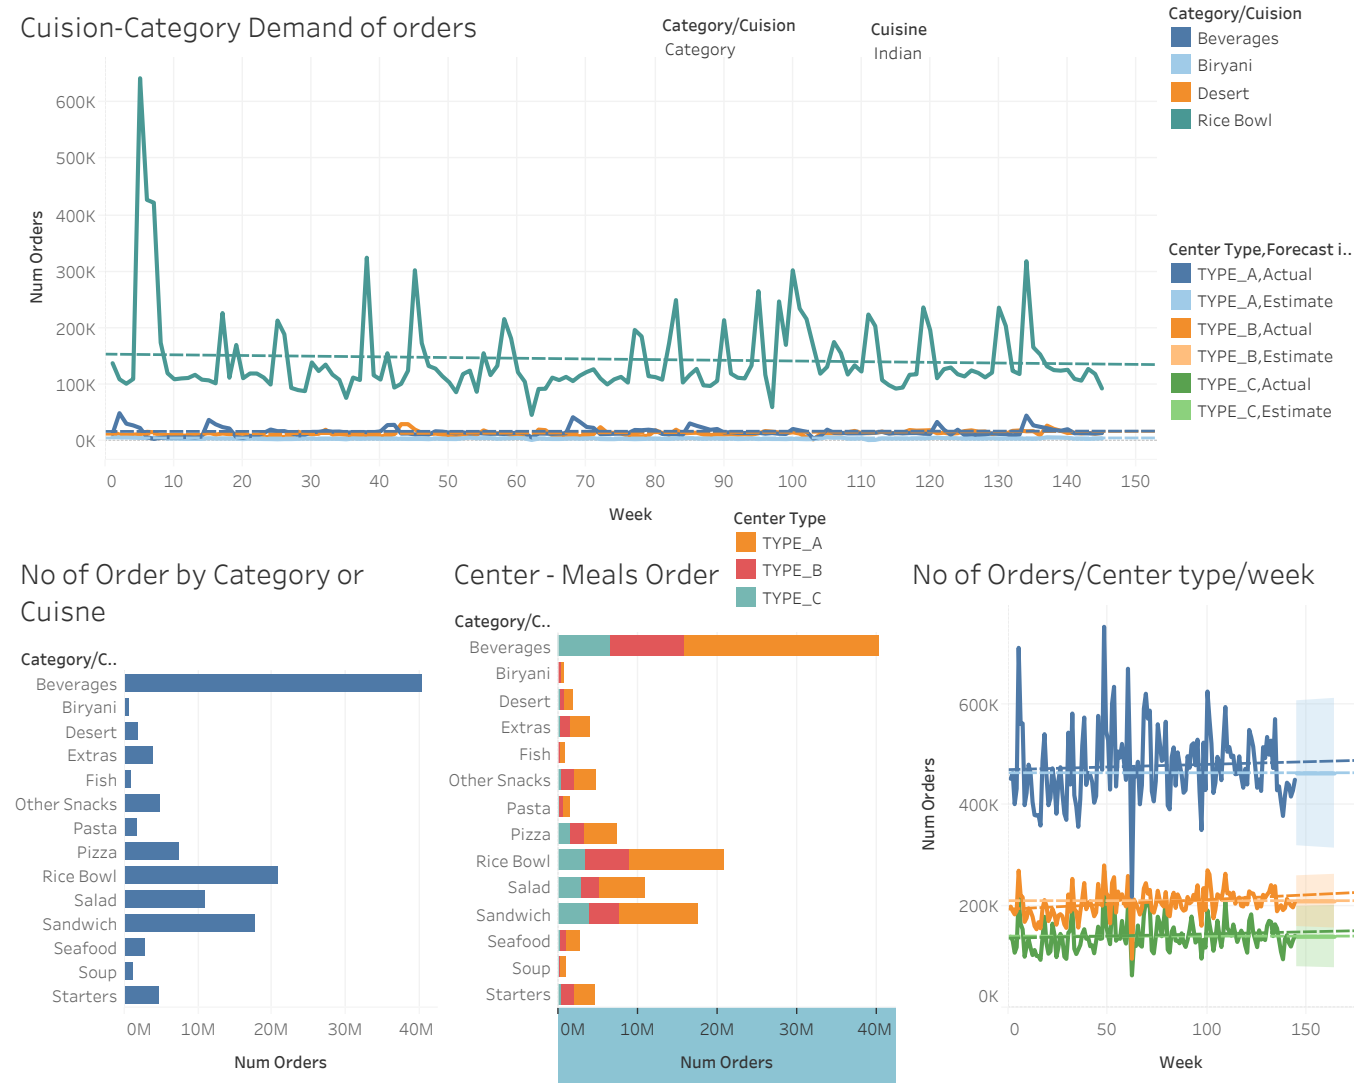 Cuision-Category Demand of orders
Category/Cuision
Category
Cuisine
Indian
Category/Cuision
Beverages
Biryani
Desert
Rice Bowl
600K
500K
400K
300K
200K
100K
0K
Num Orders
0 10 20 30 40 50 60 70 80 90 100 110 120 130 140 150
Week
Center Type,Forecast i..
TYPE_A,Actual
TYPE_A,Estimate
TYPE_B,Actual
TYPE_B,Estimate
TYPE_C,Actual
TYPE_C,Estimate
No of Order by Category or
Cuisne
Category/C..
Beverages
Biryani
Desert
Extras
Fish
Other Snacks
Pasta
Pizza
Rice Bowl
Salad
Sandwich
Seafood
Soup
Starters
0M 10M 20M 30M 40M
Num Orders
Center - Meals Order
Center Type
TYPE_A
TYPE_B
TYPE_C
Category/C..
Beverages
Biryani
Desert
Extras
Fish
Other Snacks
Pasta
Pizza
Rice Bowl
Salad
Sandwich
Seafood
Soup
Starters
0M 10M 20M 30M 40M
Num Orders
No of Orders/Center type/week
600K
400K
200K
0K
Num Orders
0 50 100 150
Week